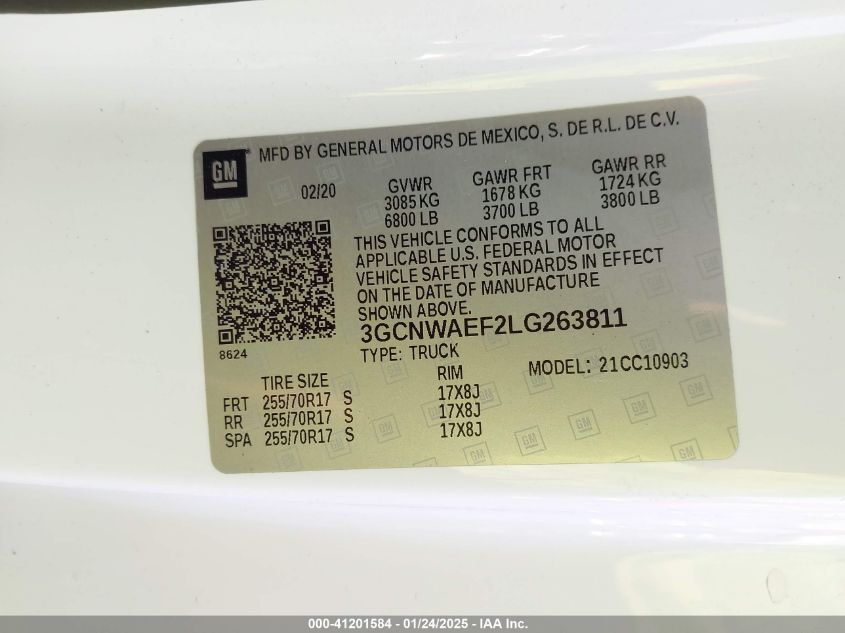 GM MFD BY GENERAL MOTORS DE MEXICO, S. DE R.L. DE C.V.
02/20
GVWR GAWR FRT GAWR RR
3085 KG 1678 KG 1724 KG
6800 LB 3700 LB 3800 LB
THIS VEHICLE CONFORMS TO ALL
APPLICABLE U.S. FEDERAL MOTOR
VEHICLE SAFETY STANDARDS IN EFFECT
ON THE DATE OF MANUFACTURE
SHOWN ABOVE.
3GCNWAEF2LG263811
8624
TYPE: TRUCK
MODEL: 21CC10903
TIRE SIZE RIM
FRT 255/70R17 S 17X8J
RR 255/70R17 S 17X8J
SPA 255/70R17 S 17X8J
000-41201584 - 01/24/2025 - IAA Inc.